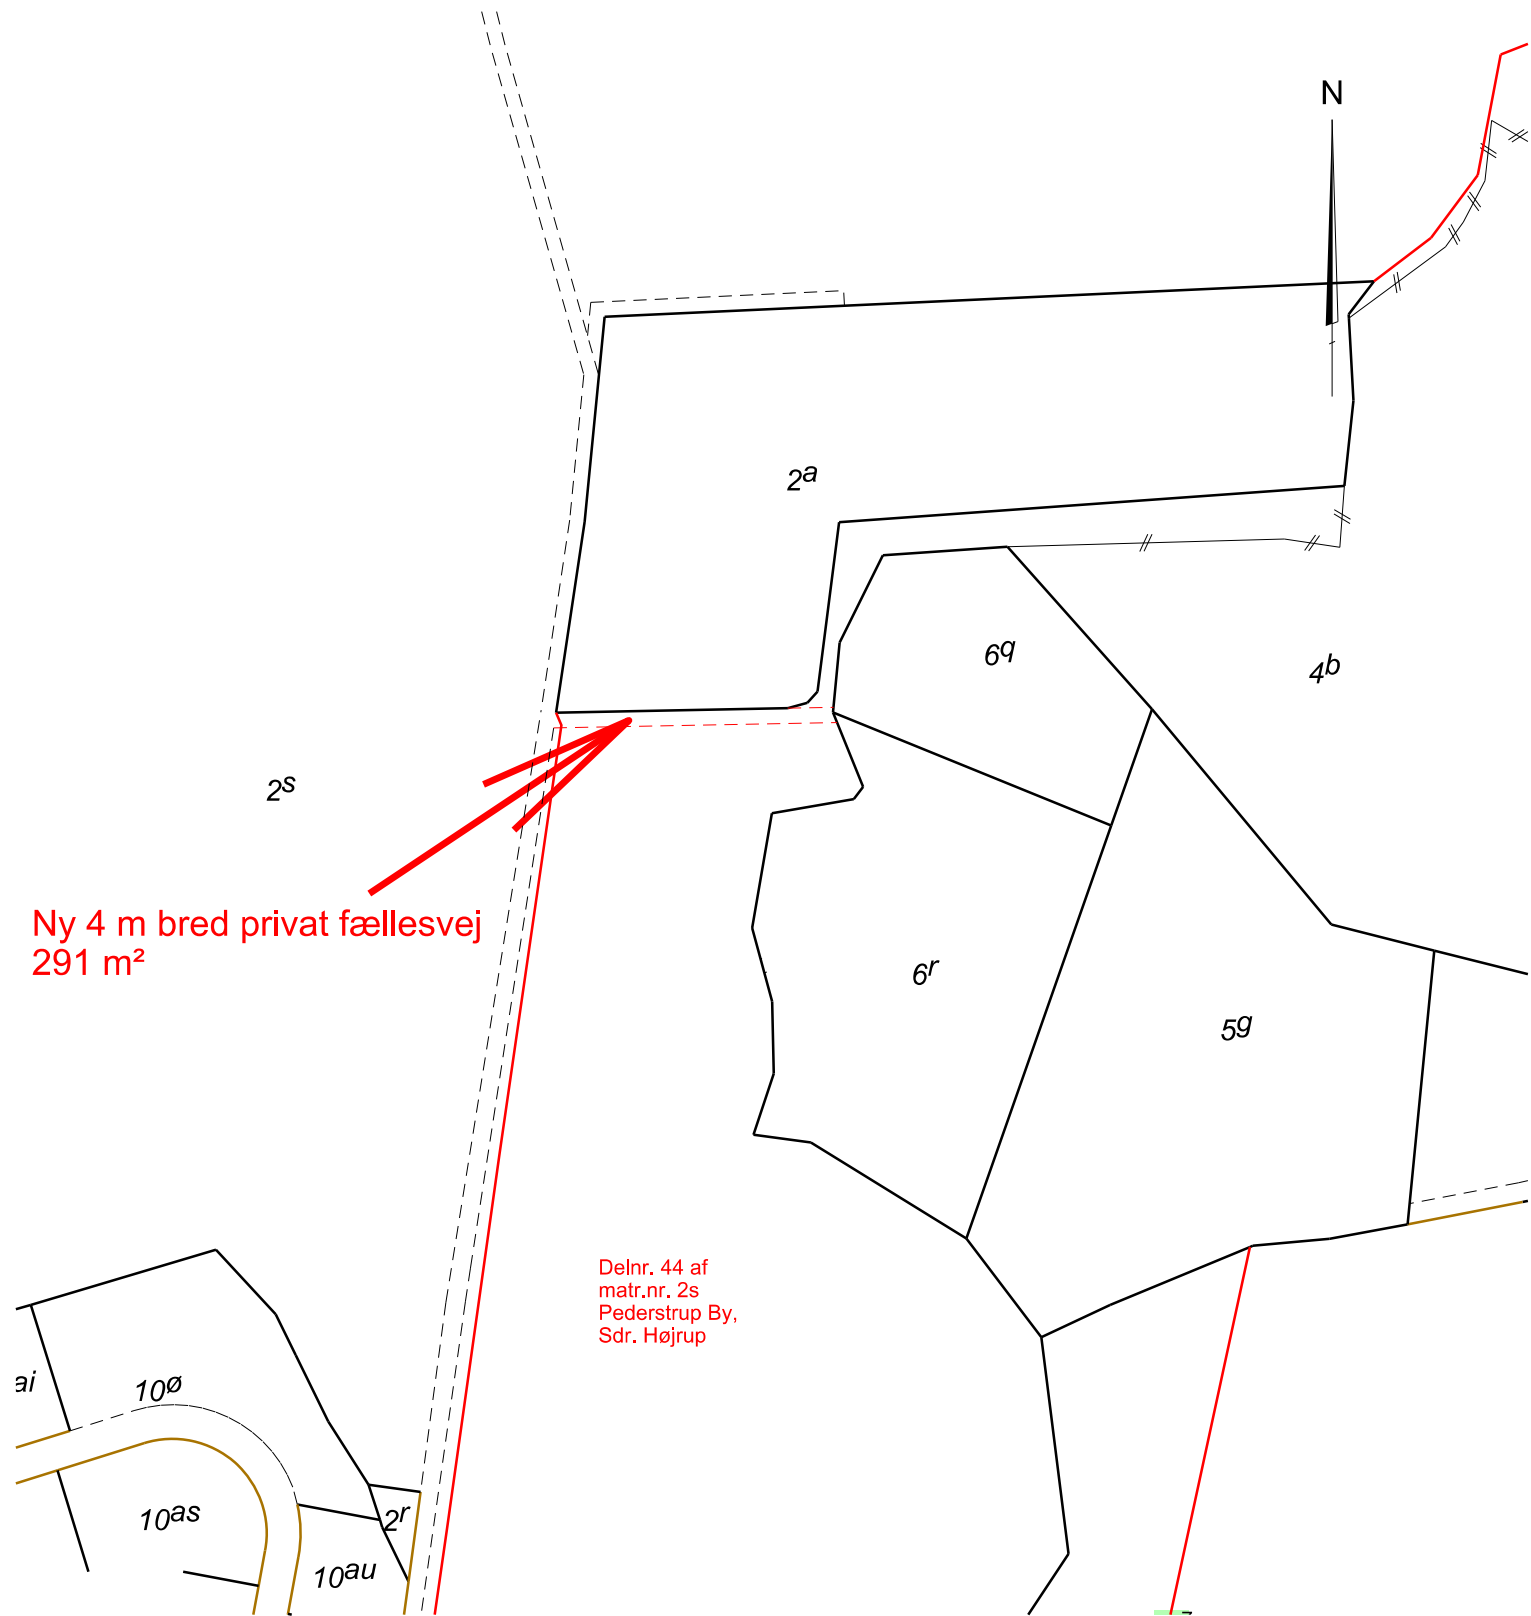 N
2a
6q
4b
2s
Ny 4 m bred privat fællesvej
291 m²
6r
5g
Delnr. 44 af
matr.nr. 2s
Pederstrup By,
Sdr. Højrup
ai
10ø
10as
2r
10au